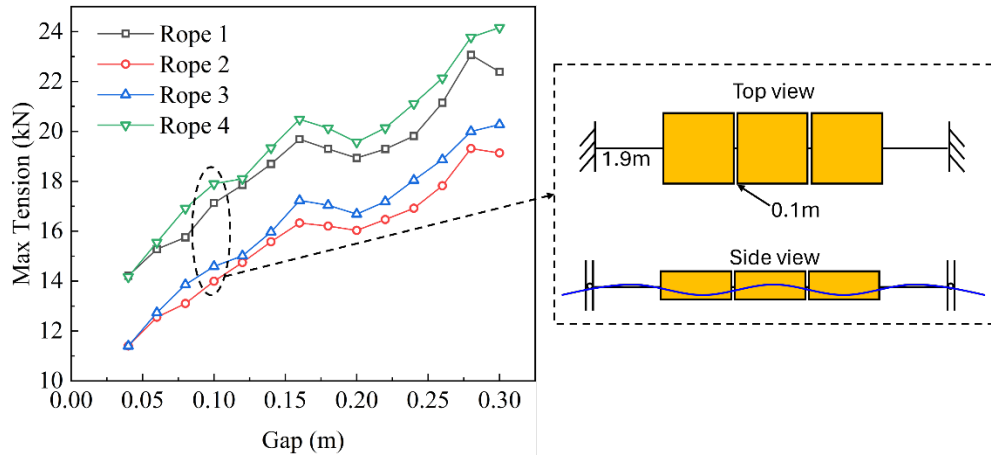 Max Tension (kN)
24
22
20
18
16
14
12
10
Rope 1
Rope 2
Rope 3
Rope 4
0.00 0.05 0.10 0.15 0.20 0.25 0.30
Gap (m)
Top view
1.9m
0.1m
Side view